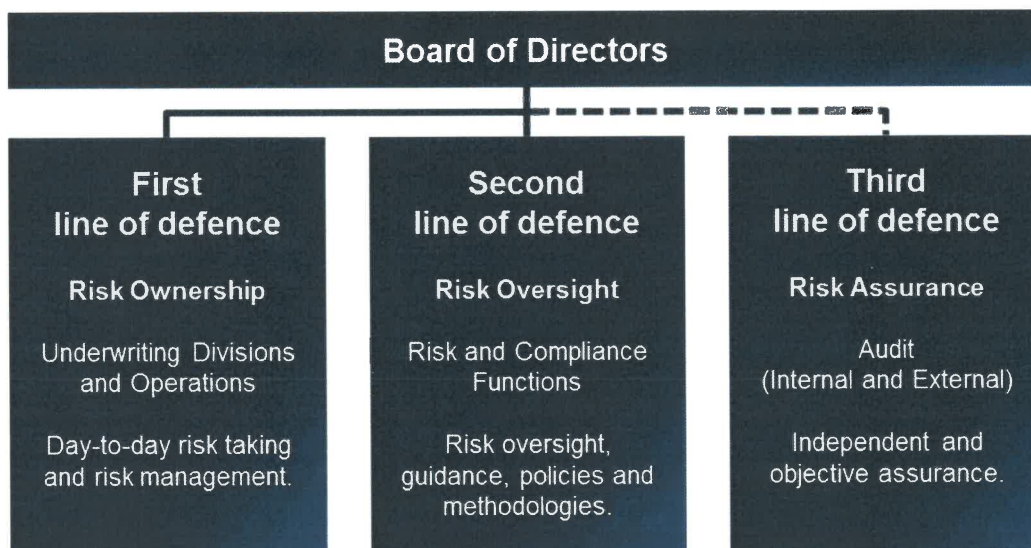 Board of Directors
First
line of defence
Risk Ownership
Underwriting Divisions
and Operations
Day-to-day risk taking
and risk management.
Second
line of defence
Risk Oversight
Risk and Compliance
Functions
Risk oversight,
guidance, policies and
methodologies.
Third
line of defence
Risk Assurance
Audit
(Internal and External)
Independent and
objective assurance.